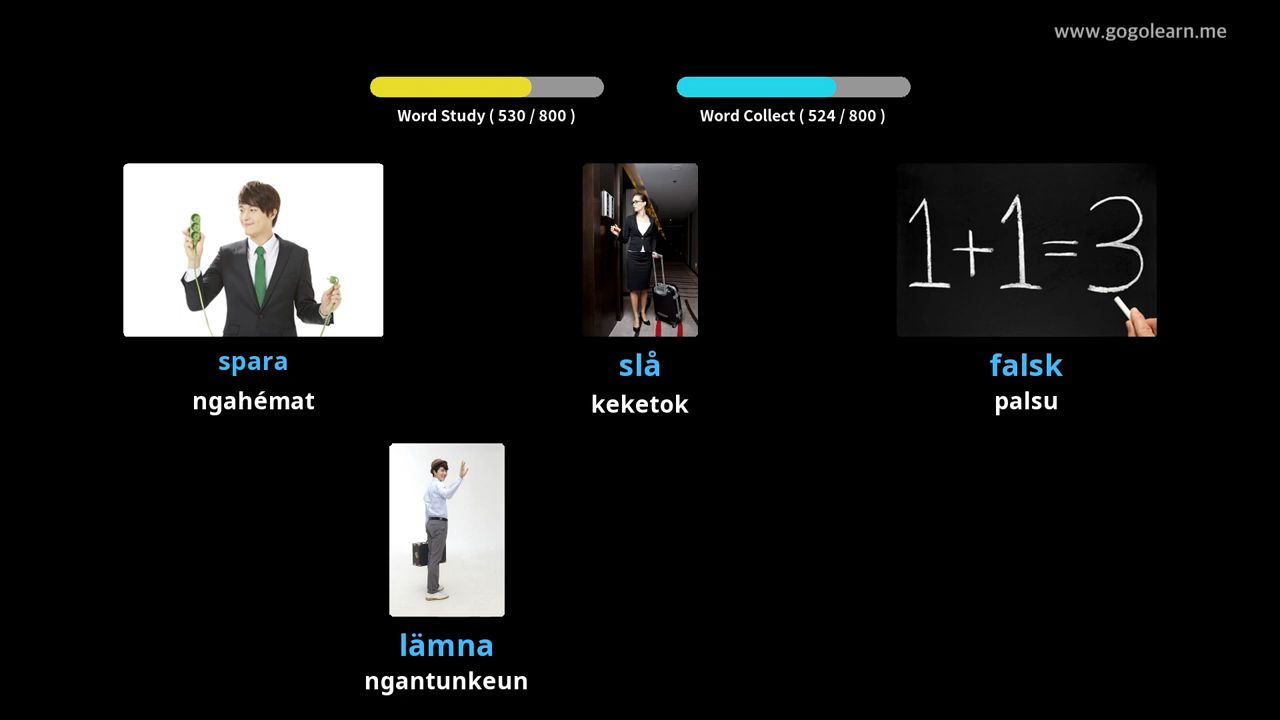 www.gogolearn.me
Word Study ( 530 / 800 )
Word Collect ( 524 / 800 )
1+1=3
spara
slå
falsk
ngahémat
keketok
palsu
lämna
ngantunkeun